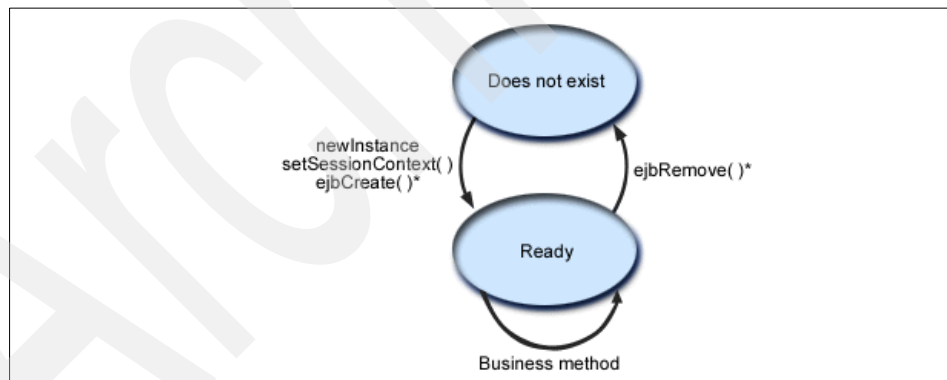 Does not exist
newInstance
setSessionContext( )
ejbCreate( )*
ejbRemove( )*
Ready
Business method